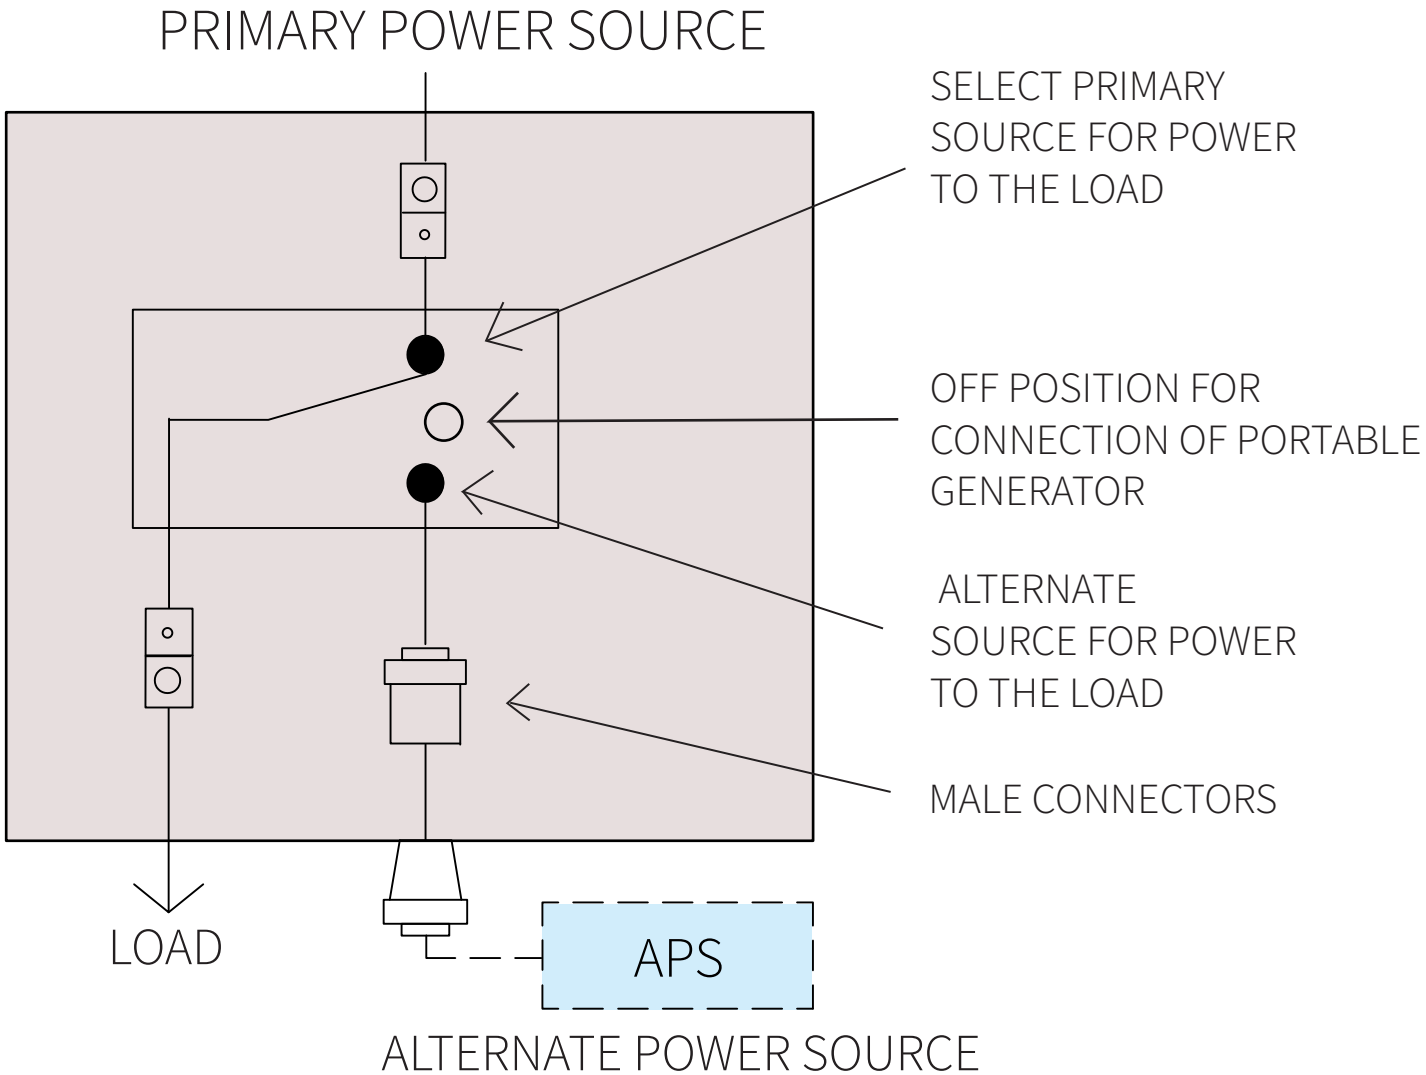 PRIMARY POWER SOURCE
SELECT PRIMARY
SOURCE FOR POWER
TO THE LOAD
OFF POSITION FOR
CONNECTION OF PORTABLE
GENERATOR
ALTERNATE
SOURCE FOR POWER
TO THE LOAD
MALE CONNECTORS
LOAD
APS
ALTERNATE POWER SOURCE